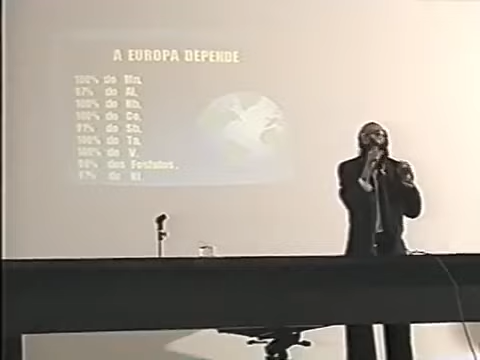 A EUROPA DEPENDE
100% do Mn.
97% do Al.
100% do Nb.
100% do Co.
91% do Sb.
100% do Ta.
100% do V.
98% dos Fosfatos.
97% do